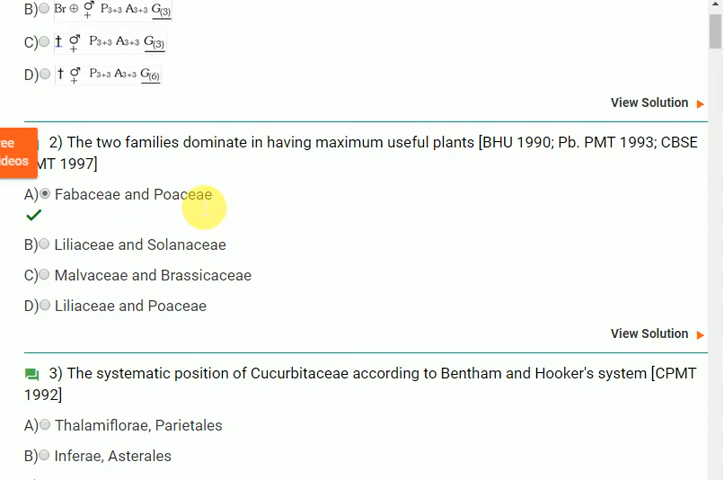 B) Br ⊕ ⚥ P3+3 A3+3 G(3)
C) † ⚥ P3+3 A3+3 G(3)
D) † ⚥ P3+3 A3+3 G(6)
View Solution
ree
ideos
2) The two families dominate in having maximum useful plants [BHU 1990; Pb. PMT 1993; CBSE
MT 1997]
A) Fabaceae and Poaceae
B) Liliaceae and Solanaceae
C) Malvaceae and Brassicaceae
D) Liliaceae and Poaceae
View Solution
3) The systematic position of Cucurbitaceae according to Bentham and Hooker's system [CPMT
1992]
A) Thalamiflorae, Parietales
B) Inferae, Asterales